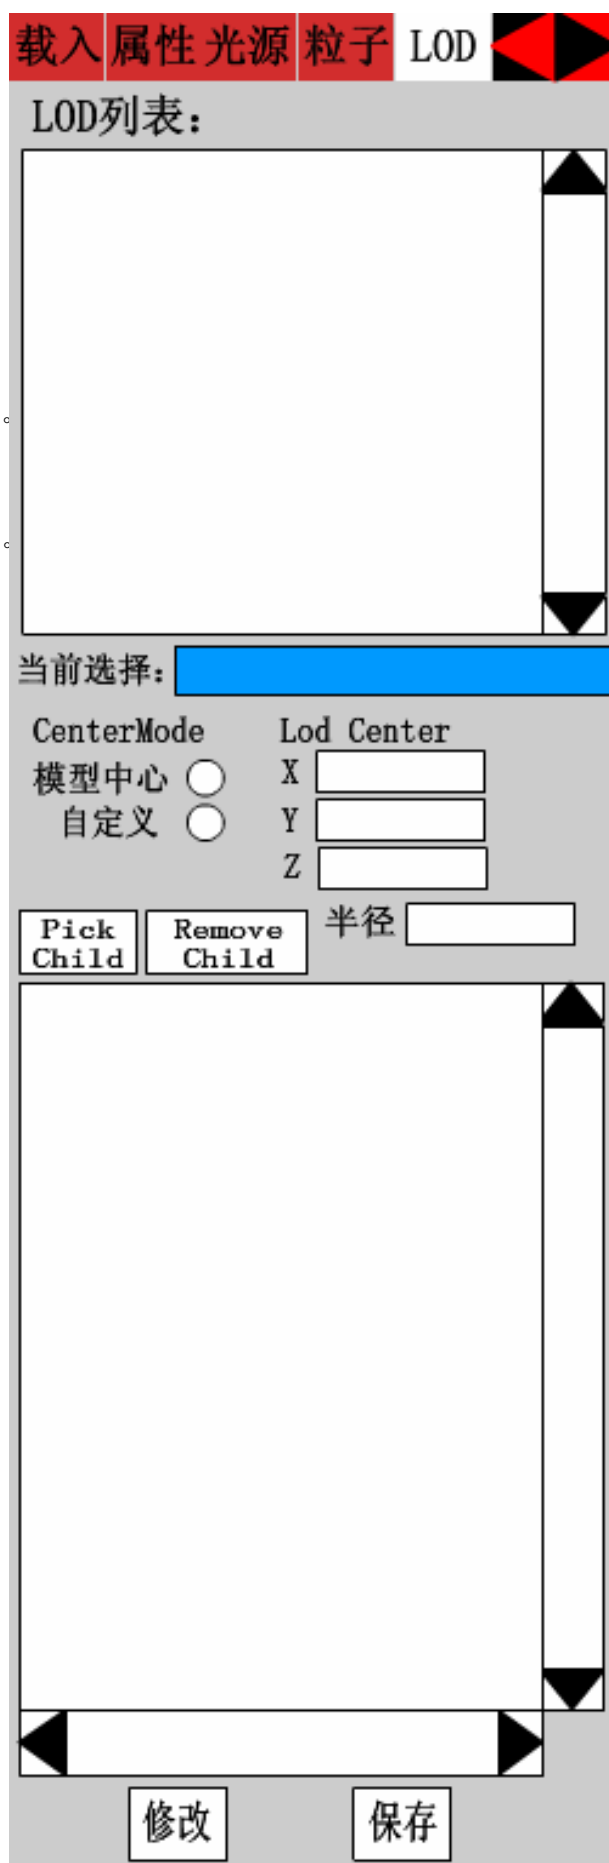 载入 属性 光源 粒子 LOD
LOD列表：
当前选择：
CenterMode Lod Center
模型中心 X
自定义 Y
Z
半径
Pick Child
Remove Child
修改 保存